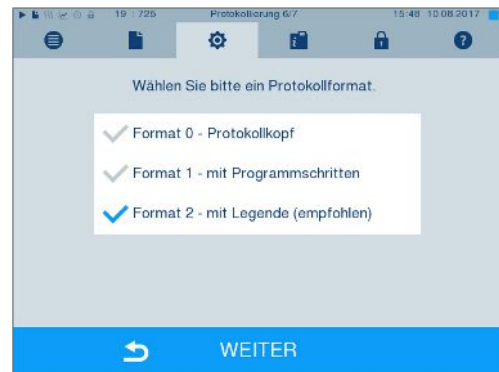 19 : 725 Protokollierung 6/7 15:48 10.08.2017
Wählen Sie bitte ein Protokollformat.
Format 0 - Protokollkopf
Format 1 - mit Programmschritten
Format 2 - mit Legende (empfohlen)
WEITER